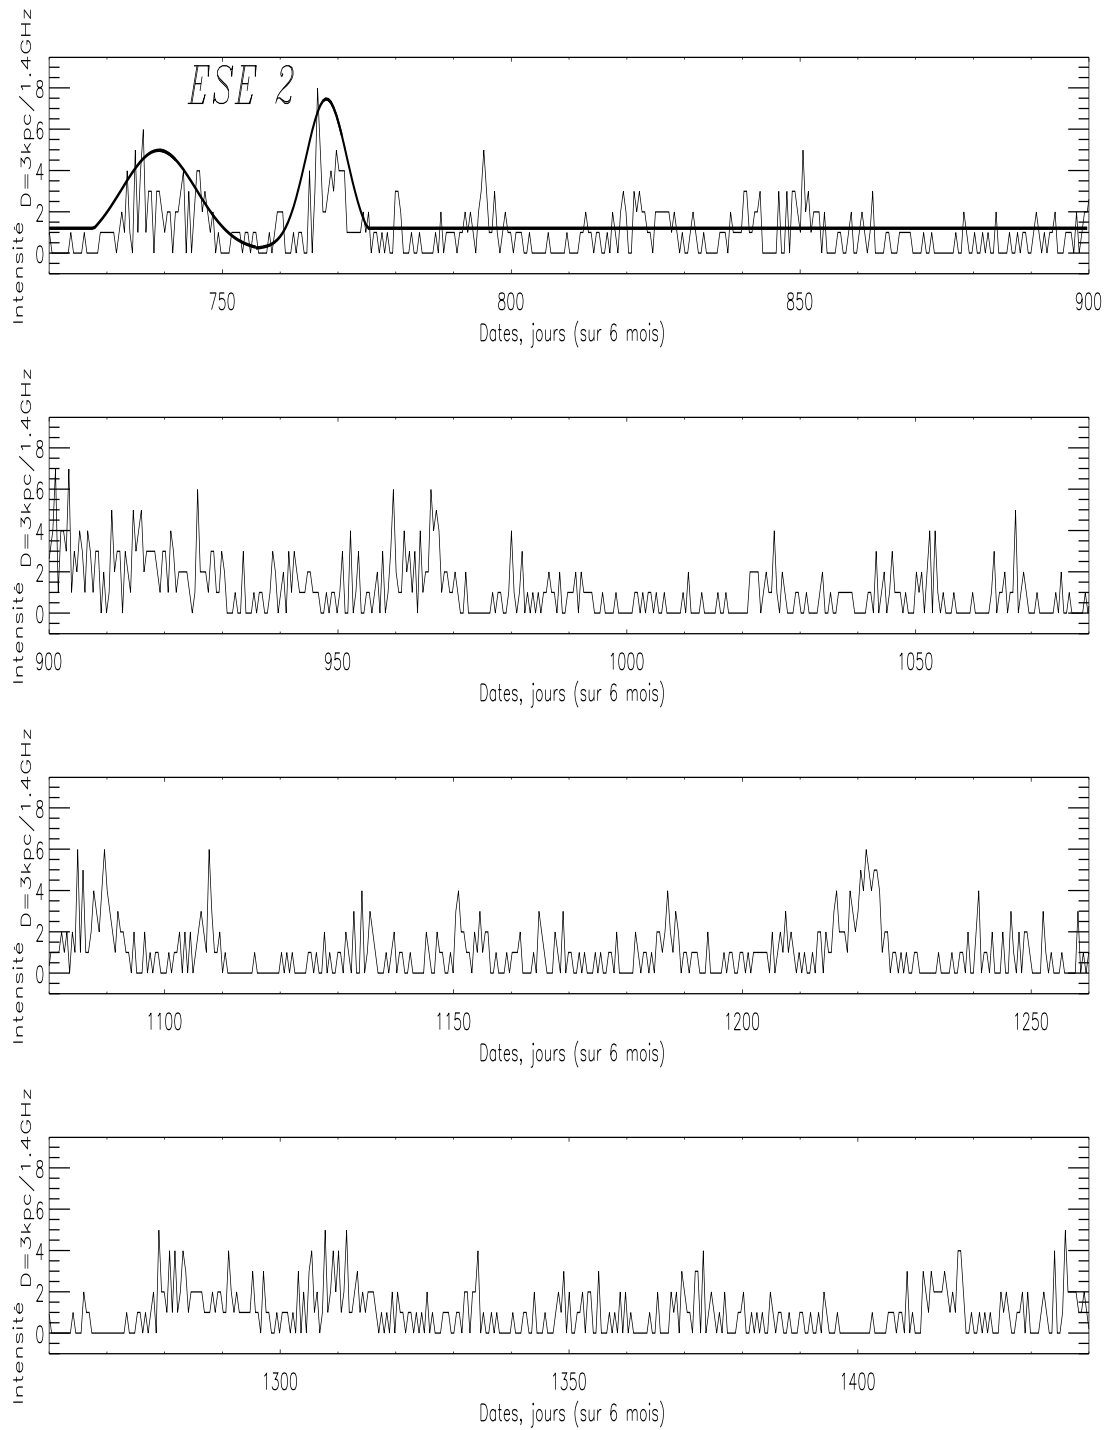 ESE 2
Intensité D=3kpc/1.4GHz
8
6
4
2
0
750 800 850 900
Dates, jours (sur 6 mois)
Intensité D=3kpc/1.4GHz
8
6
4
2
0
900 950 1000 1050
Dates, jours (sur 6 mois)
Intensité D=3kpc/1.4GHz
8
6
4
2
0
1100 1150 1200 1250
Dates, jours (sur 6 mois)
Intensité D=3kpc/1.4GHz
8
6
4
2
0
1300 1350 1400
Dates, jours (sur 6 mois)